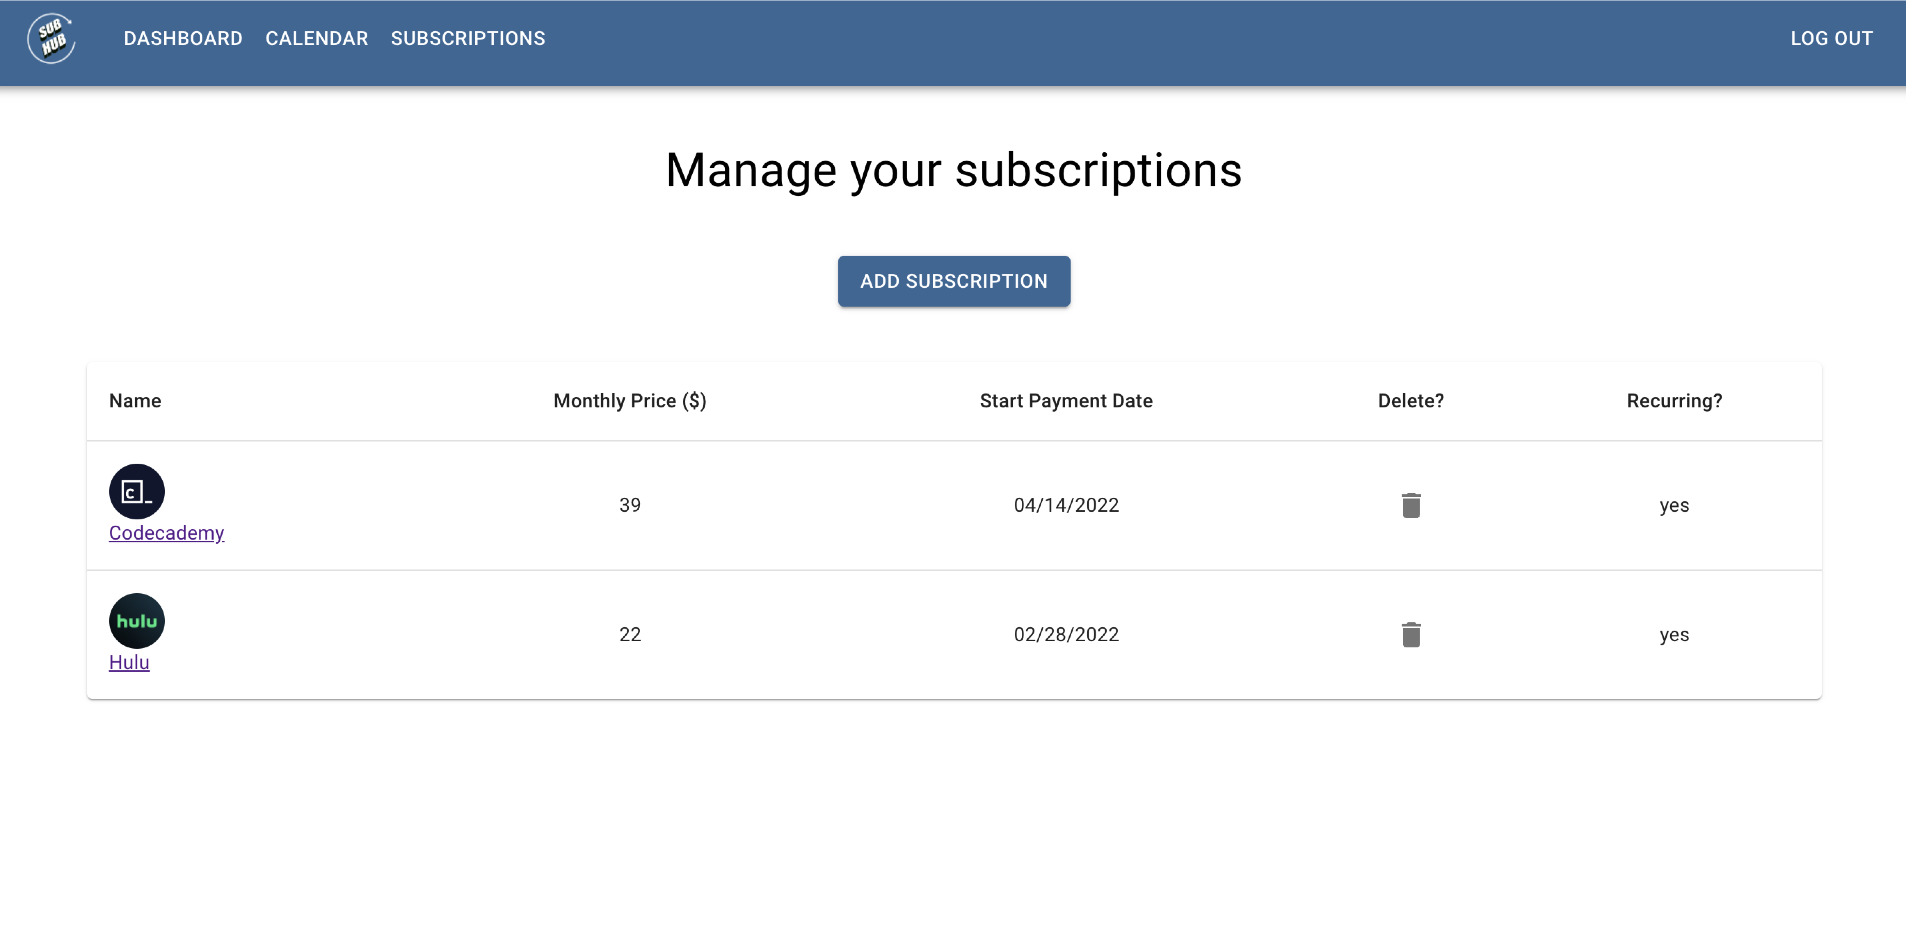 SUB
HUB
DASHBOARD CALENDAR SUBSCRIPTIONS LOG OUT
Manage your subscriptions
ADD SUBSCRIPTION
Name Monthly Price ($) Start Payment Date Delete? Recurring?
c_
Codecademy 39 04/14/2022 yes
hulu
Hulu 22 02/28/2022 yes